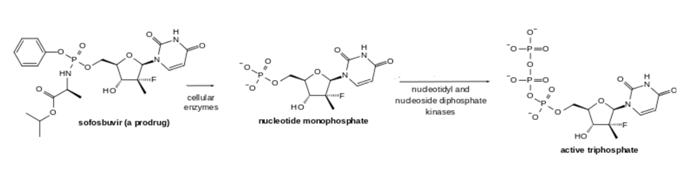 sofosbuvir (a prodrug)
cellular
enzymes
nucleotide monophosphate
nucleotidyl and
nucleoside diphosphate
kinases
active triphosphate